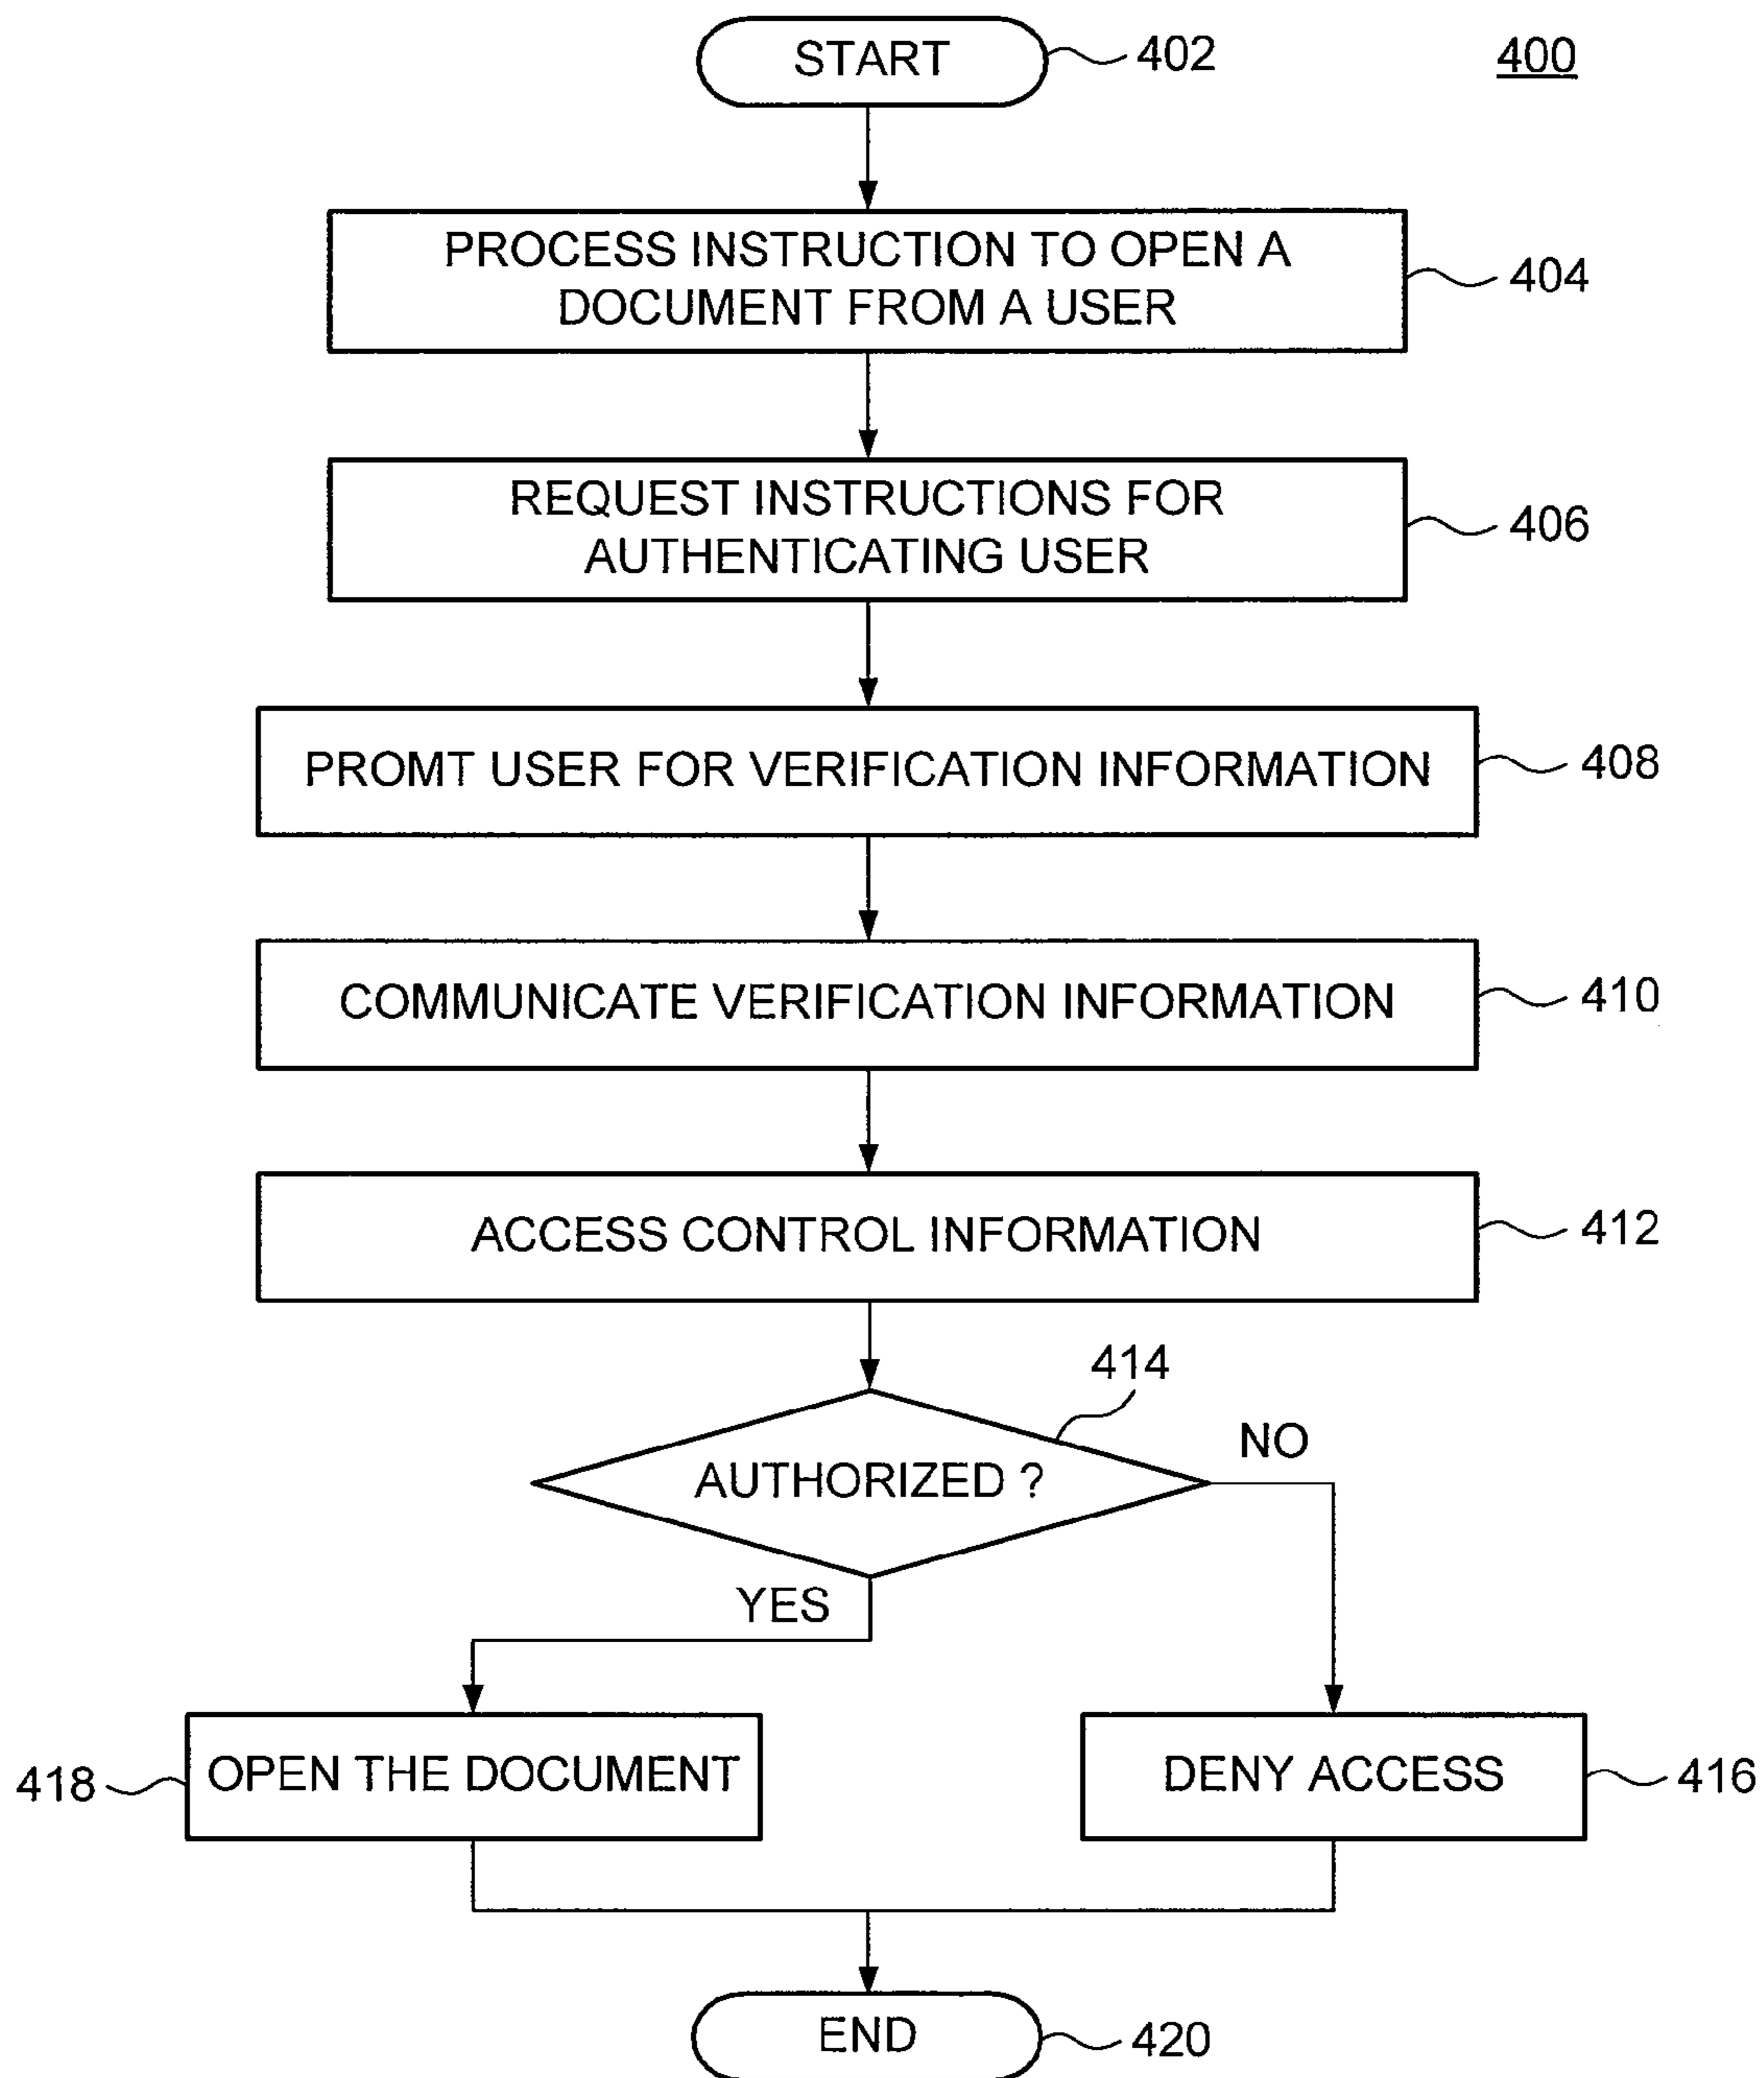 START
402
400
PROCESS INSTRUCTION TO OPEN A
DOCUMENT FROM A USER
404
REQUEST INSTRUCTIONS FOR
AUTHENTICATING USER
406
PROMT USER FOR VERIFICATION INFORMATION
408
COMMUNICATE VERIFICATION INFORMATION
410
ACCESS CONTROL INFORMATION
412
414
AUTHORIZED ?
NO
YES
418
OPEN THE DOCUMENT
DENY ACCESS
416
END
420